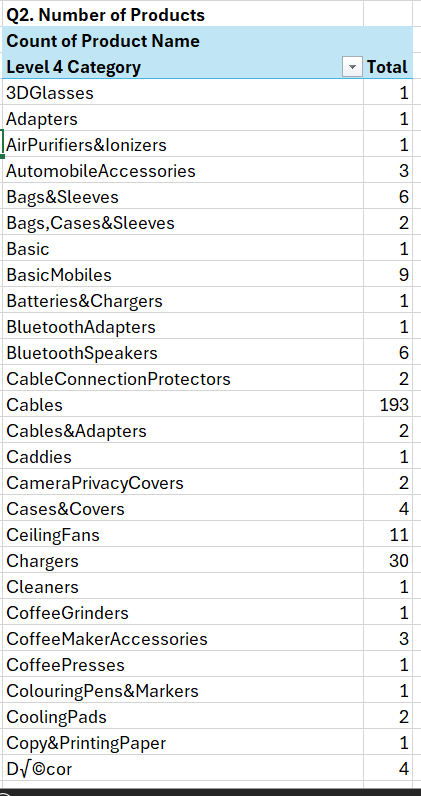 Q2. Number of Products
Count of Product Name
Level 4 Category Total
3DGlasses 1
Adapters 1
AirPurifiers&Ionizers 1
AutomobileAccessories 3
Bags&Sleeves 6
Bags,Cases&Sleeves 2
Basic 1
BasicMobiles 9
Batteries&Chargers 1
BluetoothAdapters 1
BluetoothSpeakers 6
CableConnectionProtectors 2
Cables 193
Cables&Adapters 2
Caddies 1
CameraPrivacyCovers 2
Cases&Covers 4
CeilingFans 11
Chargers 30
Cleaners 1
CoffeeGrinders 1
CoffeeMakerAccessories 3
CoffeePresses 1
ColouringPens&Markers 1
CoolingPads 2
Copy&PrintingPaper 1
D√©cor 4